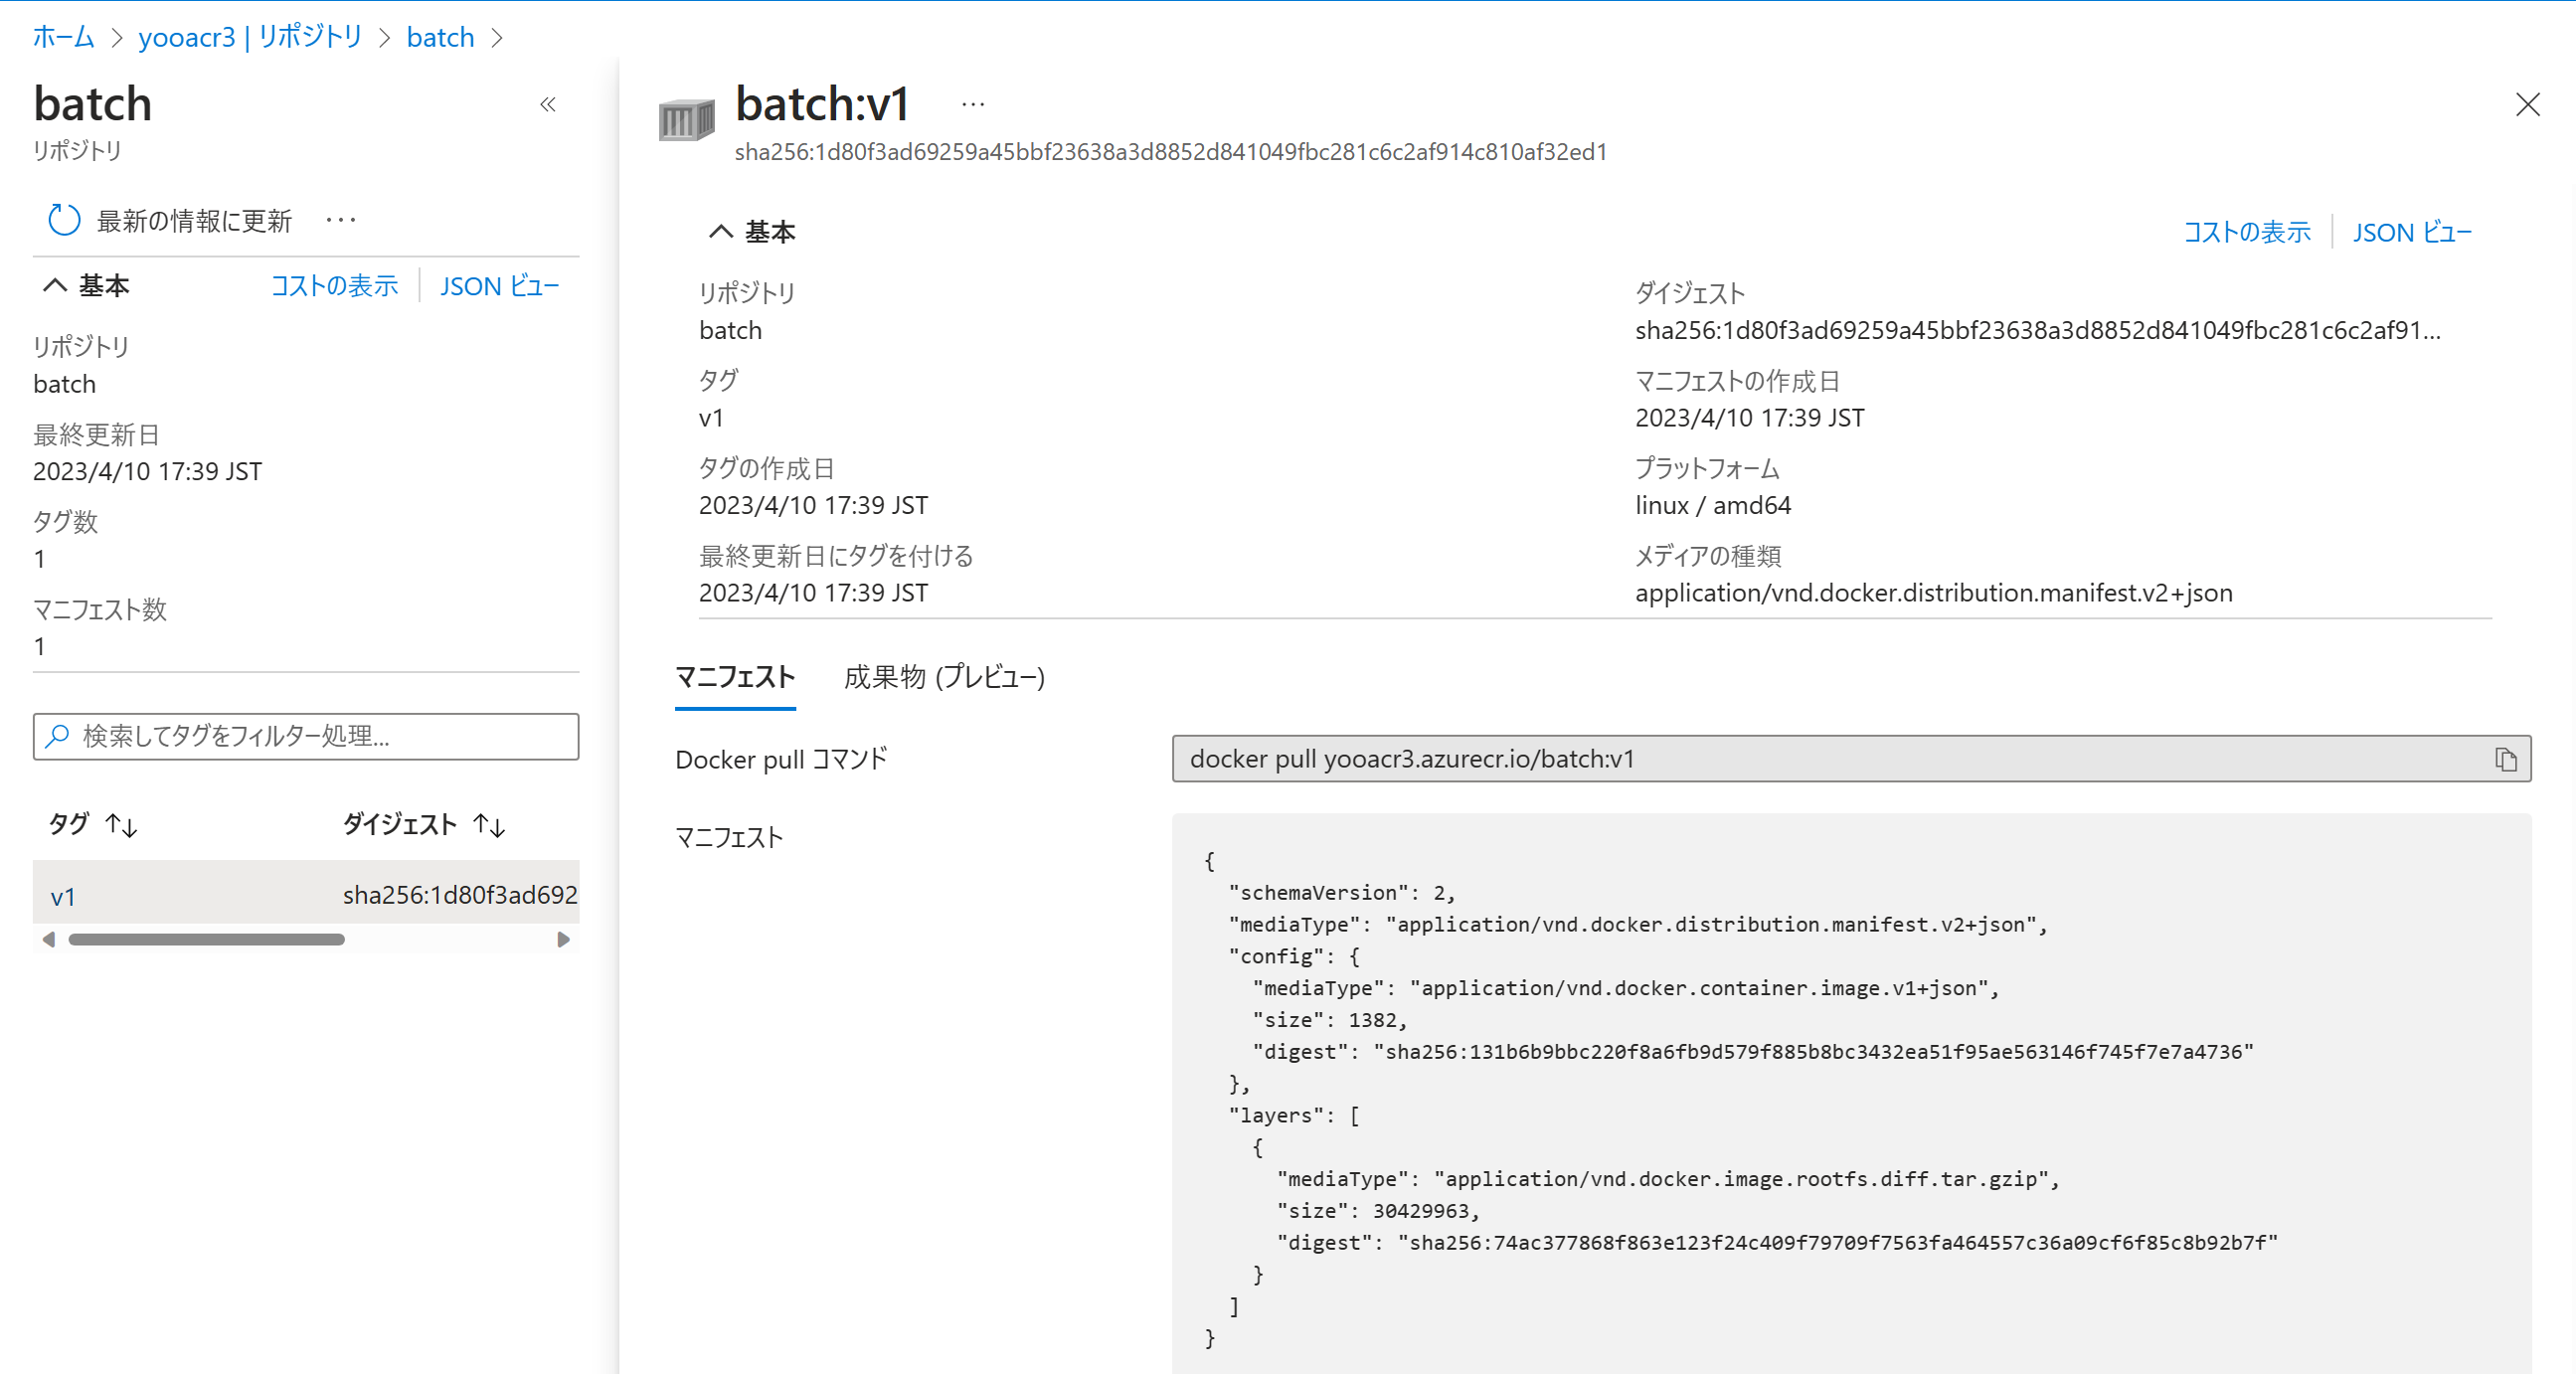 ホーム > yooacr3 | リポジトリ > batch >
batch
リポジトリ
最新の情報に更新 ...
基本 コストの表示 JSON ビュー
リポジトリ
batch
最終更新日
2023/4/10 17:39 JST
タグ数
1
マニフェスト数
1
検索してタグをフィルター処理...
タグ ↑↓ ダイジェスト ↑↓
v1 sha256:1d80f3ad692
batch:v1 ...
sha256:1d80f3ad69259a45bbf23638a3d8852d841049fbc281c6c2af914c810af32ed1
基本 コストの表示 JSON ビュー
リポジトリ
batch
タグ
v1
タグの作成日
2023/4/10 17:39 JST
最終更新日にタグを付ける
2023/4/10 17:39 JST
ダイジェスト
sha256:1d80f3ad69259a45bbf23638a3d8852d841049fbc281c6c2af91...
マニフェストの作成日
2023/4/10 17:39 JST
プラットフォーム
linux / amd64
メディアの種類
application/vnd.docker.distribution.manifest.v2+json
マニフェスト 成果物 (プレビュー)
Docker pull コマンド docker pull yooacr3.azurecr.io/batch:v1
マニフェスト
{
"schemaVersion": 2,
"mediaType": "application/vnd.docker.distribution.manifest.v2+json",
"config": {
"mediaType": "application/vnd.docker.container.image.v1+json",
"size": 1382,
"digest": "sha256:131b6b9bbc220f8a6fb9d579f885b8bc3432ea51f95ae563146f745f7e7a4736"
},
"layers": [
{
"mediaType": "application/vnd.docker.image.rootfs.diff.tar.gzip",
"size": 30429963,
"digest": "sha256:74ac377868f863e123f24c409f79709f7563fa464557c36a09cf6f85c8b92b7f"
}
]
}